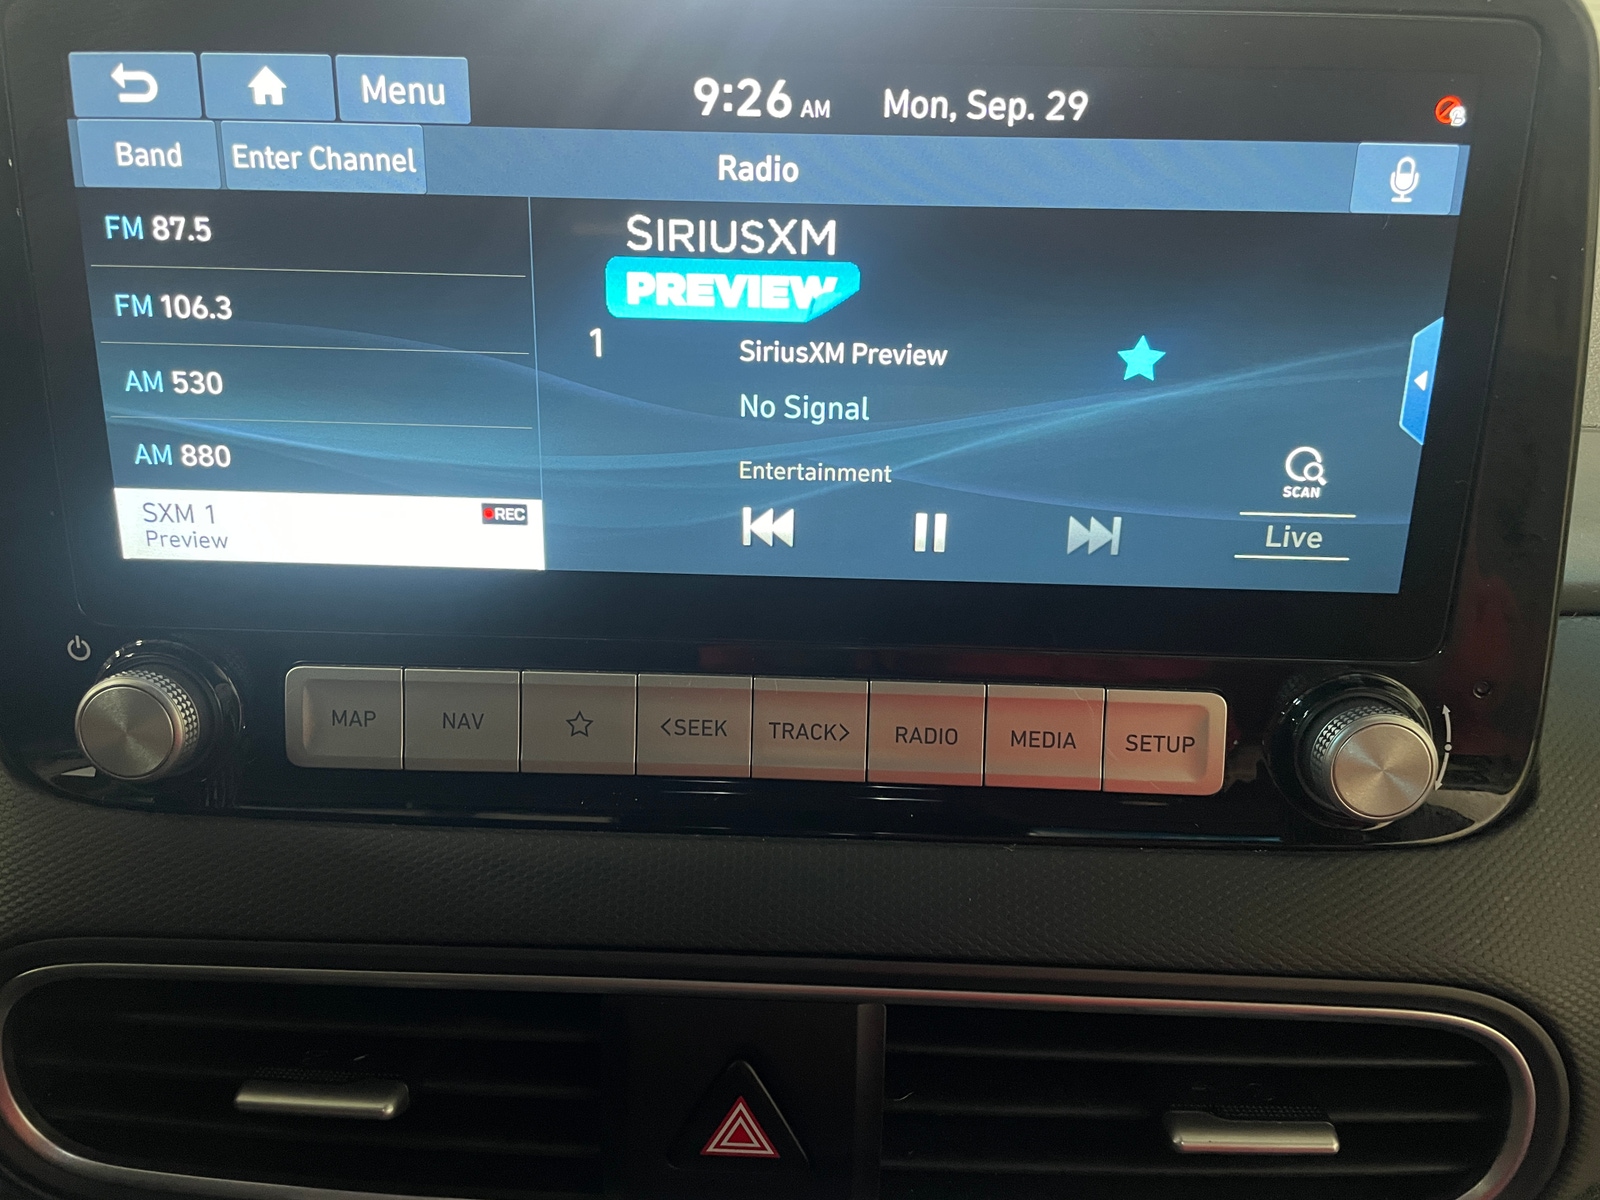 Menu
9:26 AM Mon, Sep. 29
Band
Enter Channel
Radio
FM 87.5
FM 106.3
AM 530
AM 880
SXM 1
Preview
REC
SIRIUSXM
PREVIEW
1
SiriusXM Preview
No Signal
Entertainment
SCAN
Live
MAP
NAV
<SEEK
TRACK>
RADIO
MEDIA
SETUP